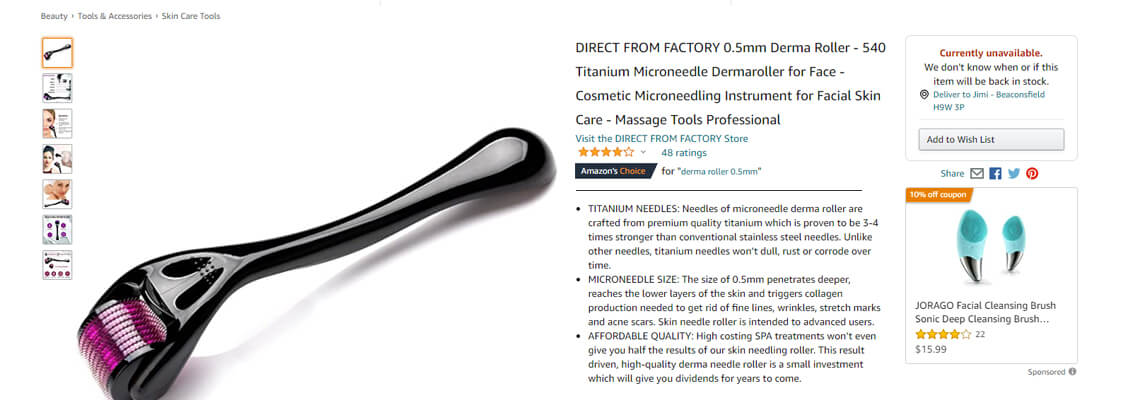 Beauty › Tools & Accessories › Skin Care Tools
DIRECT FROM FACTORY 0.5mm Derma Roller - 540
Titanium Microneedle Dermaroller for Face -
Cosmetic Microneedling Instrument for Facial Skin
Care - Massage Tools Professional
Visit the DIRECT FROM FACTORY Store
48 ratings
Amazon's Choice for "derma roller 0.5mm"
• TITANIUM NEEDLES: Needles of microneedle derma roller are
crafted from premium quality titanium which is proven to be 3-4
times stronger than conventional stainless steel needles. Unlike
other needles, titanium needles won't dull, rust or corrode over
time.
• MICRONEEDLE SIZE: The size of 0.5mm penetrates deeper,
reaches the lower layers of the skin and triggers collagen
production needed to get rid of fine lines, wrinkles, stretch marks
and acne scars. Skin needle roller is intended to advanced users.
• AFFORDABLE QUALITY: High costing SPA treatments won't even
give you half the results of our skin needling roller. This result
driven, high-quality derma needle roller is a small investment
which will give you dividends for years to come.
Currently unavailable.
We don't know when or if this
item will be back in stock.
Deliver to Jimi - Beaconsfield
H9W 3P
Add to Wish List
Share
10% off coupon
JORAGO Facial Cleansing Brush
Sonic Deep Cleansing Brush…
22
$15.99
Sponsored